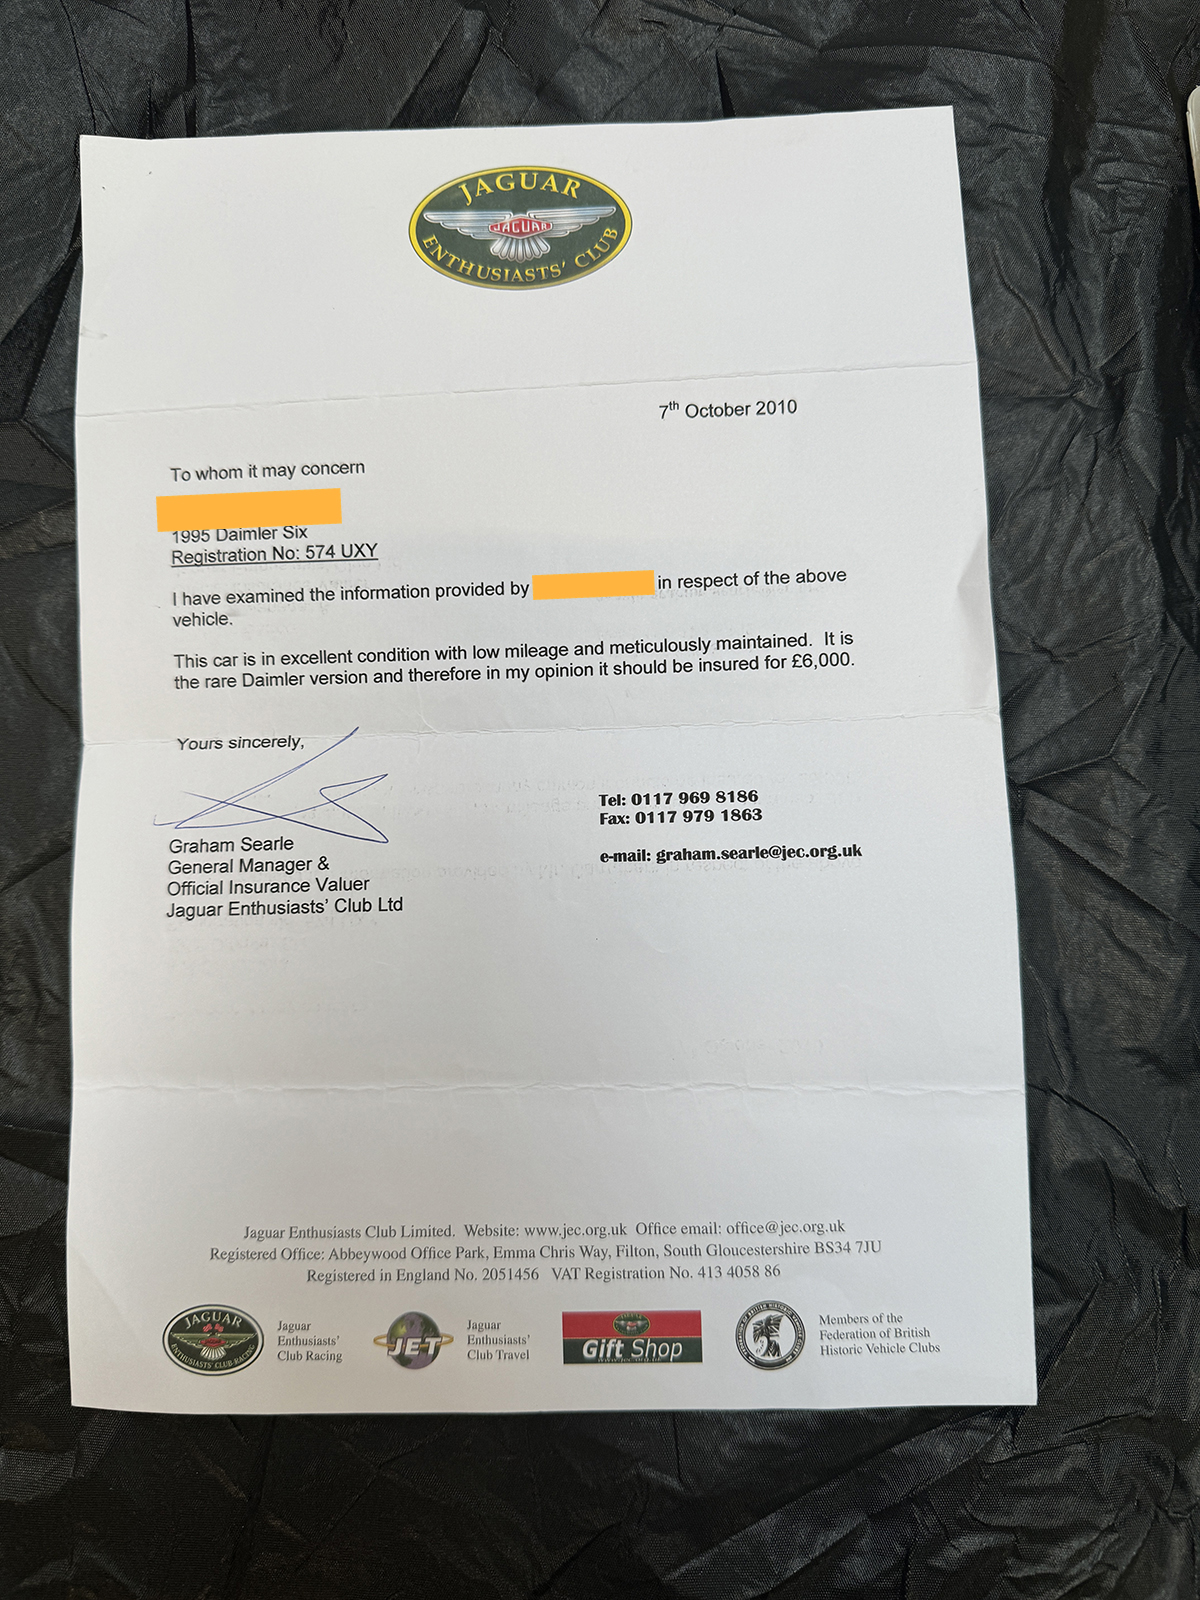 JAGUAR
JAGUAR
ENTHUSIASTS' CLUB
7th October 2010
To whom it may concern
1995 Daimler Six
Registration No: 574 UXY
I have examined the information provided by in respect of the above
vehicle.
This car is in excellent condition with low mileage and meticulously maintained. It is
the rare Daimler version and therefore in my opinion it should be insured for £6,000.
Yours sincerely,
Tel: 0117 969 8186
Fax: 0117 979 1863
e-mail: graham.searle@jec.org.uk
Graham Searle
General Manager &
Official Insurance Valuer
Jaguar Enthusiasts' Club Ltd
Jaguar Enthusiasts Club Limited. Website: www.jec.org.uk Office email: office@jec.org.uk
Registered Office: Abbeywood Office Park, Emma Chris Way, Filton, South Gloucestershire BS34 7JU
Registered in England No. 2051456 VAT Registration No. 413 4058 86
JAGUAR
ENTHUSIASTS' CLUB RACING
Jaguar
Enthusiasts'
Club Racing
JET
Jaguar
Enthusiasts'
Club Travel
Gift Shop
Members of the
Federation of British
Historic Vehicle Clubs